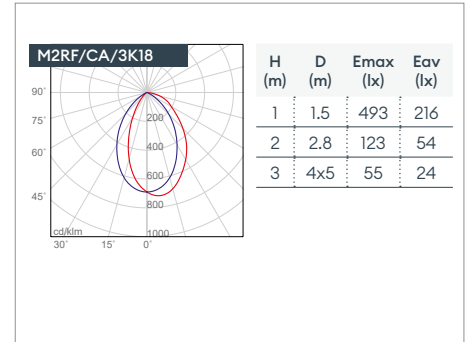 M2RF/CA/3K18
90°
75°
60°
45°
30° 15° 0°
200
400
600
800
1000
cd/klm
H D Emax Eav
(m) (m) (lx) (lx)
1 1.5 493 216
2 2.8 123 54
3 4x5 55 24